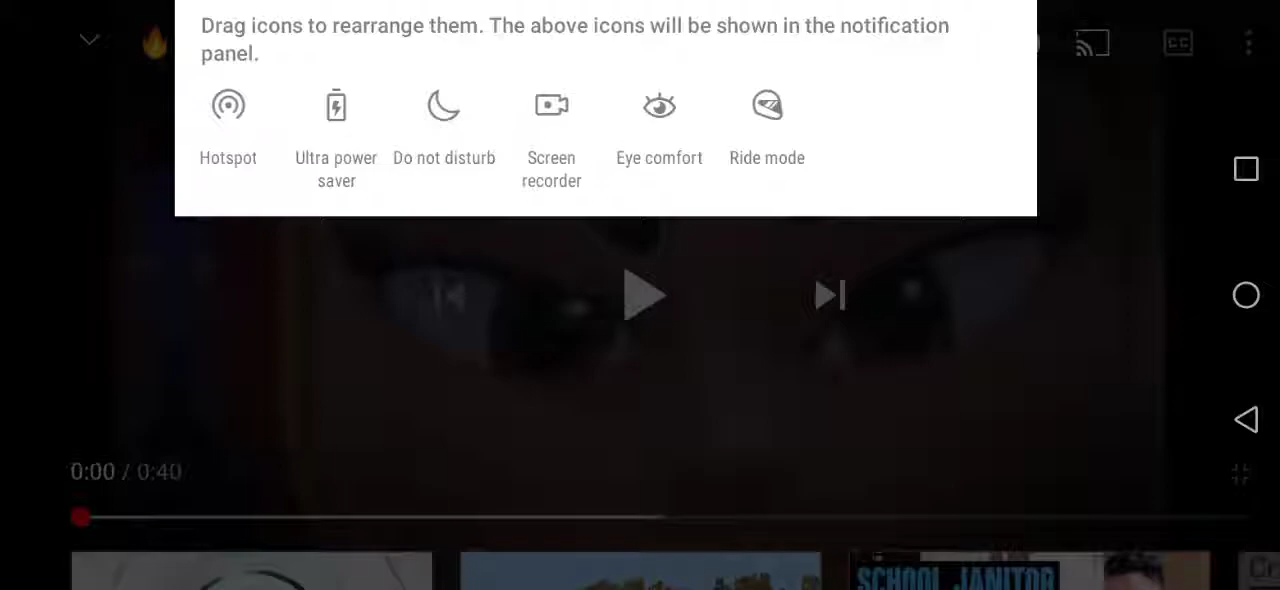 Drag icons to rearrange them. The above icons will be shown in the notification
panel.
CC
Hotspot
Ultra power
saver
Do not disturb
Screen
recorder
Eye comfort
Ride mode
0:00 / 0:40
SCHOOL JANITOR